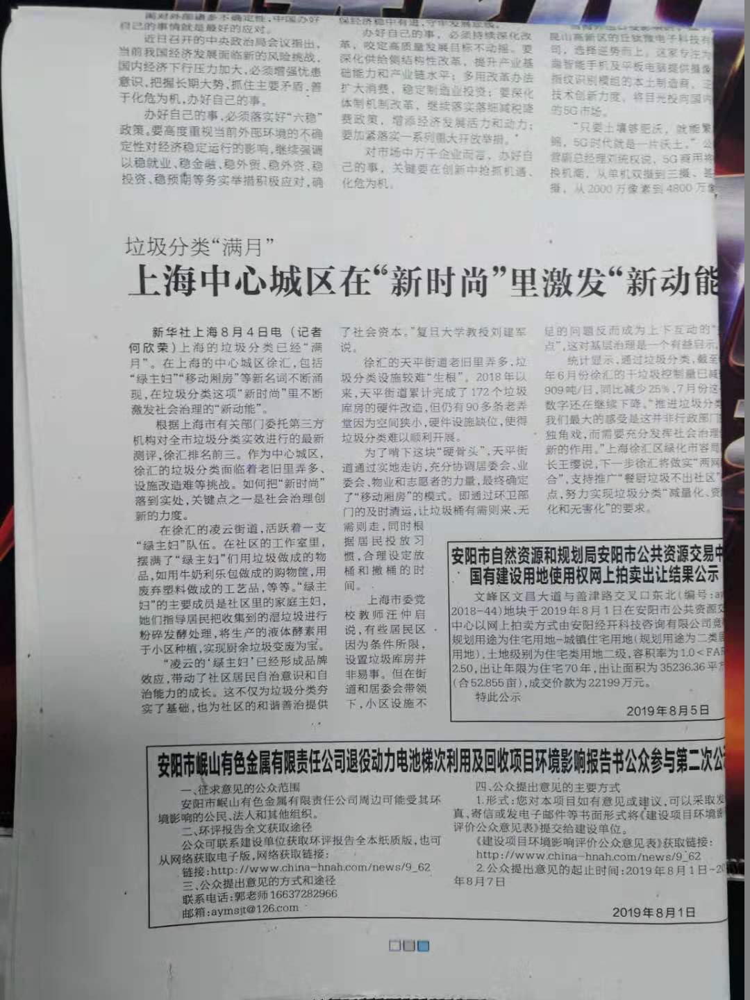 自己的事情就是最好的应对。
近日召开的中央政治局会议指出,
当前我国经济发展面临新的风险挑战,
国内经济下行压力加大,必须增强忧患
意识,把握长期大势,抓住主要矛盾,善
于化危为机,办好自己的事。
办好自己的事,必须落实好“六稳”
政策。要高度重视当前外部环境的不确
定性对经济稳定运行的影响,继续强调
以稳就业、稳金融、稳外贸、稳外资、稳
投资、稳预期等务实举措积极应对,确
保经济稳中有进,守牢发展底线。
办好自己的事,必须持续深化改
革,咬定高质量发展目标不动摇。要
深化供给侧结构性改革,提升产业基
础能力和产业链水平;多用改革办法
扩大消费,稳定制造业投资;要深化
体制机制改革,继续落实落细减税降
费政策,增添经济发展活力和动力;
要加紧落实一系列重大开放举措。
对市场中万千企业而言,办好自
己的事,关键要在创新中抢抓机遇、
化危为机。
昆山高新区的丘钛微电子科技有
司,选择逆势而上。这家专注为
端智能手机及平板电脑提供摄像
指纹识别模组的本土制造商,正
技术创新力度,将目光投向国内
的5G市场。
“只要土壤够肥沃,就能繁
锦,5G时代就是一片沃土。”公
营副总经理刘统权说,5G商用将
换机潮,从单机双摄到三摄、甚
摄,从2000万像素到4800万像
垃圾分类“满月”
上海中心城区在“新时尚”里激发“新动能
新华社上海8月4日电(记者
何欣荣)上海的垃圾分类已经“满
月”。在上海的中心城区徐汇,包括
“绿主妇”“移动厢房”等新名词不断涌
现,在垃圾分类这项“新时尚”里不断
激发社会治理的“新动能”。
根据上海市有关部门委托第三方
机构对全市垃圾分类实效进行的最新
测评,徐汇排名前三。作为中心城区,
徐汇的垃圾分类面临着老旧里弄多、
设施改造难等挑战。如何把“新时尚”
落到实处,关键点之一是社会治理创
新的力度。
在徐汇的凌云街道,活跃着一支
“绿主妇”队伍。在社区的工作室里,
摆满了“绿主妇”们用垃圾做成的物
品,如用牛奶利乐包做成的购物筐,用
废弃塑料做成的工艺品,等等。“绿主
妇”的主要成员是社区里的家庭主妇,
她们指导居民把收集到的湿垃圾进行
粉碎发酵处理,将生产的液体酵素用
于小区种植,实现厨余垃圾变废为宝。
“凌云的‘绿主妇’已经形成品牌
效应,带动了社区居民自治意识和自
治能力的成长。这不仅为垃圾分类夯
实了基础,也为社区的和谐善治提供
了社会资本。”复旦大学教授刘建军
说。
徐汇的天平街道老旧里弄多,垃
圾分类设施较难“生根”。2018年以
来,天平街道累计完成了172个垃圾
库房的硬件改造,但仍有90多条老弄
堂因为空间狭小,硬件设施缺位,使得
垃圾分类难以顺利开展。
为了啃下这块“硬骨头”,天平街
道通过实地走访,充分协调居委会、业
委会、物业和志愿者的力量,最终确定
了“移动厢房”的模式。即通过环卫部
门的及时清运,让垃圾桶有需则来、无
需则走,同时根
据居民投放习
惯,合理设定放
桶和撤桶的时
间。
上海市委党
校教师汪仲启
说,有些居民区
因为条件所限,
设置垃圾库房并
非易事。但在街
道和居委会带领
下,小区设施不
足的问题反而成为上下互动的“
点”,这对基层治理是一个有益启示。
统计显示,通过垃圾分类,截至
年6月份徐汇的干垃圾控制量已减
909吨/日,同比减少25%,7月份这
数字还在继续下降。“推进垃圾分类
我们最大的感受是这并非行政部门
独角戏,而需要充分发挥社会治理
新的作用。”上海徐汇区绿化市容局
长王璎说,下一步徐汇将做实“两网
合”,支持推广“餐厨垃圾不出社区”
点,努力实现垃圾分类“减量化、资
化和无害化”的要求。
安阳市自然资源和规划局安阳市公共资源交易中
国有建设用地使用权网上拍卖出让结果公示
文峰区文昌大道与善津路交叉口东北(编号:ay
2018-44)地块于2019年8月1日在安阳市公共资源交
中心以网上拍卖方式由安阳经开科技咨询有限公司竞
规划用途为住宅用地-城镇住宅用地(规划用途为二类居
用地),土地级别为住宅类用地二级,容积率为1.0<FAR
2.50,出让年限为住宅70年,出让面积为35236.36平方
(合52.855亩),成交价款为22199万元。
特此公示
2019年8月5日
安阳市岷山有色金属有限责任公司退役动力电池梯次利用及回收项目环境影响报告书公众参与第二次公
一、征求意见的公众范围
安阳市岷山有色金属有限责任公司周边可能受其环
境影响的公民、法人和其他组织。
二、环评报告全文获取途径
公众可联系建设单位获取环评报告全本纸质版,也可
从网络获取电子版,网络获取链接:
链接:http://www.china-hnah.com/news/9_62
三、公众提出意见的方式和途径
联系电话:郭老师16637282966
邮箱:aymsjt@126.com
四、公众提出意见的主要方式
1.形式:您对本项目如有意见或建议,可以采取发
真,寄信或发电子邮件等书面形式将《建设项目环境影
评价公众意见表》提交给建设单位。
《建设项目环境影响评价公众意见表》获取链接:
http://www.china-hnah.com/news/9_62
2.公众提出意见的起止时间:2019年8月1日-20
年8月7日
2019年8月1日